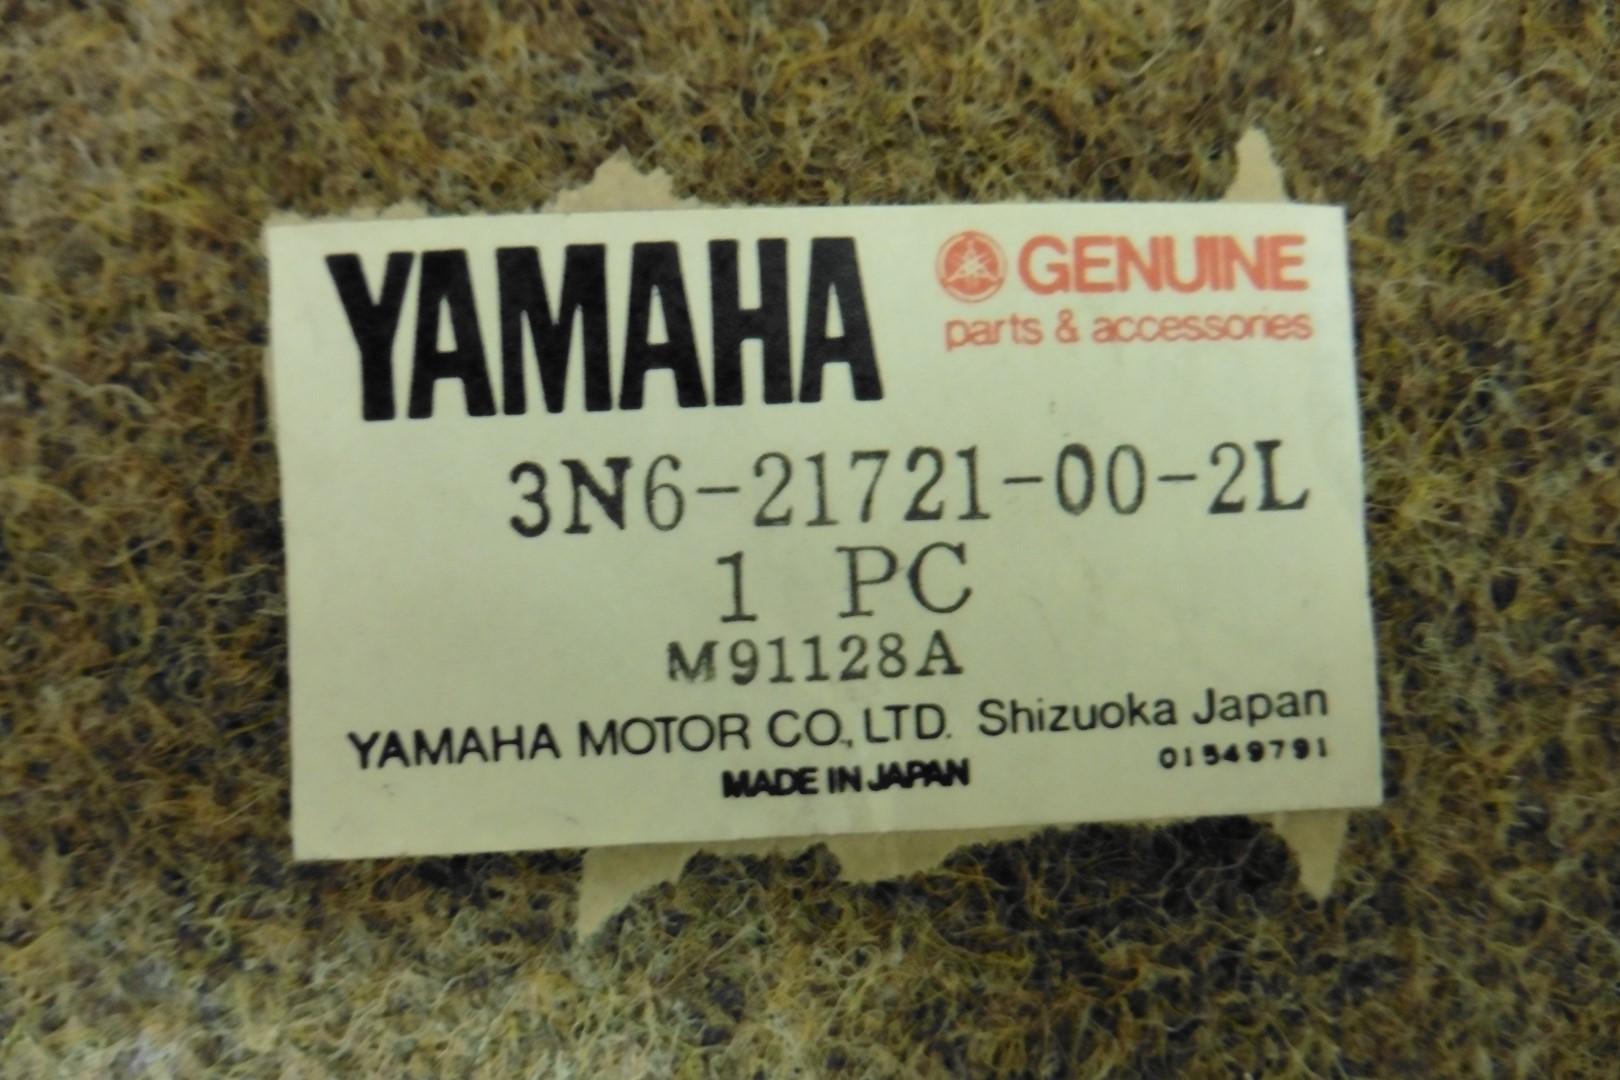 YAMAHA
GENUINE
parts & accessories
3N6-21721-00-2L
1 PC
M91128A
YAMAHA MOTOR CO., LTD. Shizuoka Japan
MADE IN JAPAN
01549791